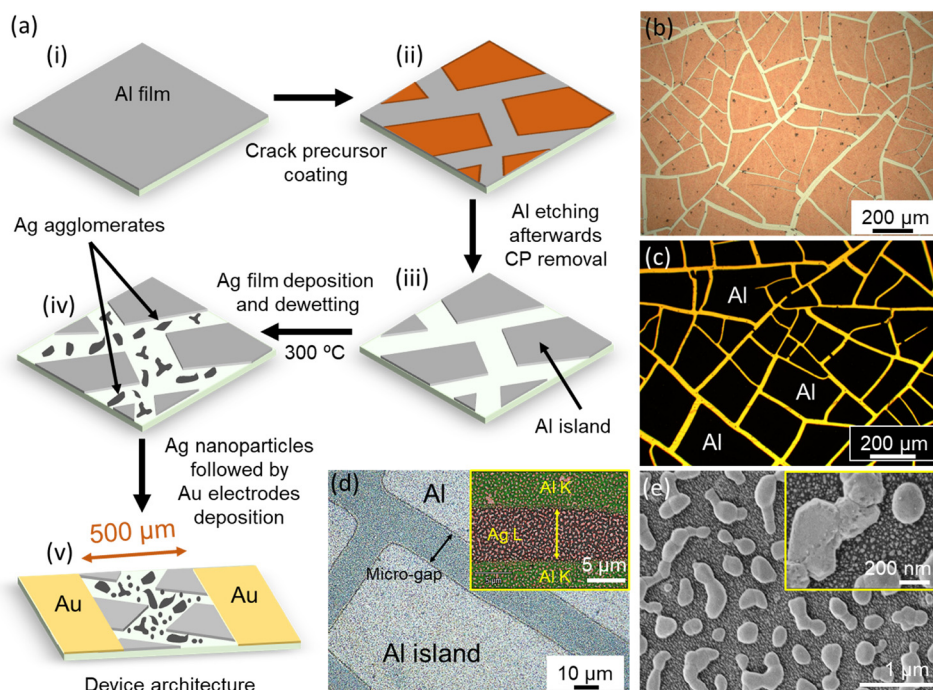 (a)
(i)
Al film
Crack precursor
coating
(ii)
Al etching
afterwards
CP removal
(iii)
Al island
Ag film deposition
and dewetting
300 ºC
Ag agglomerates
(iv)
Ag nanoparticles
followed by
Au electrodes
deposition
500 µm
(v)
Au
Au
Device architecture
(b)
200 µm
(c)
Al
Al
Al
200 µm
(d)
Al
Micro-gap
Al island
10 µm
Al K
Ag L
Al K
5µm
5 µm
(e)
200 nm
1 µm